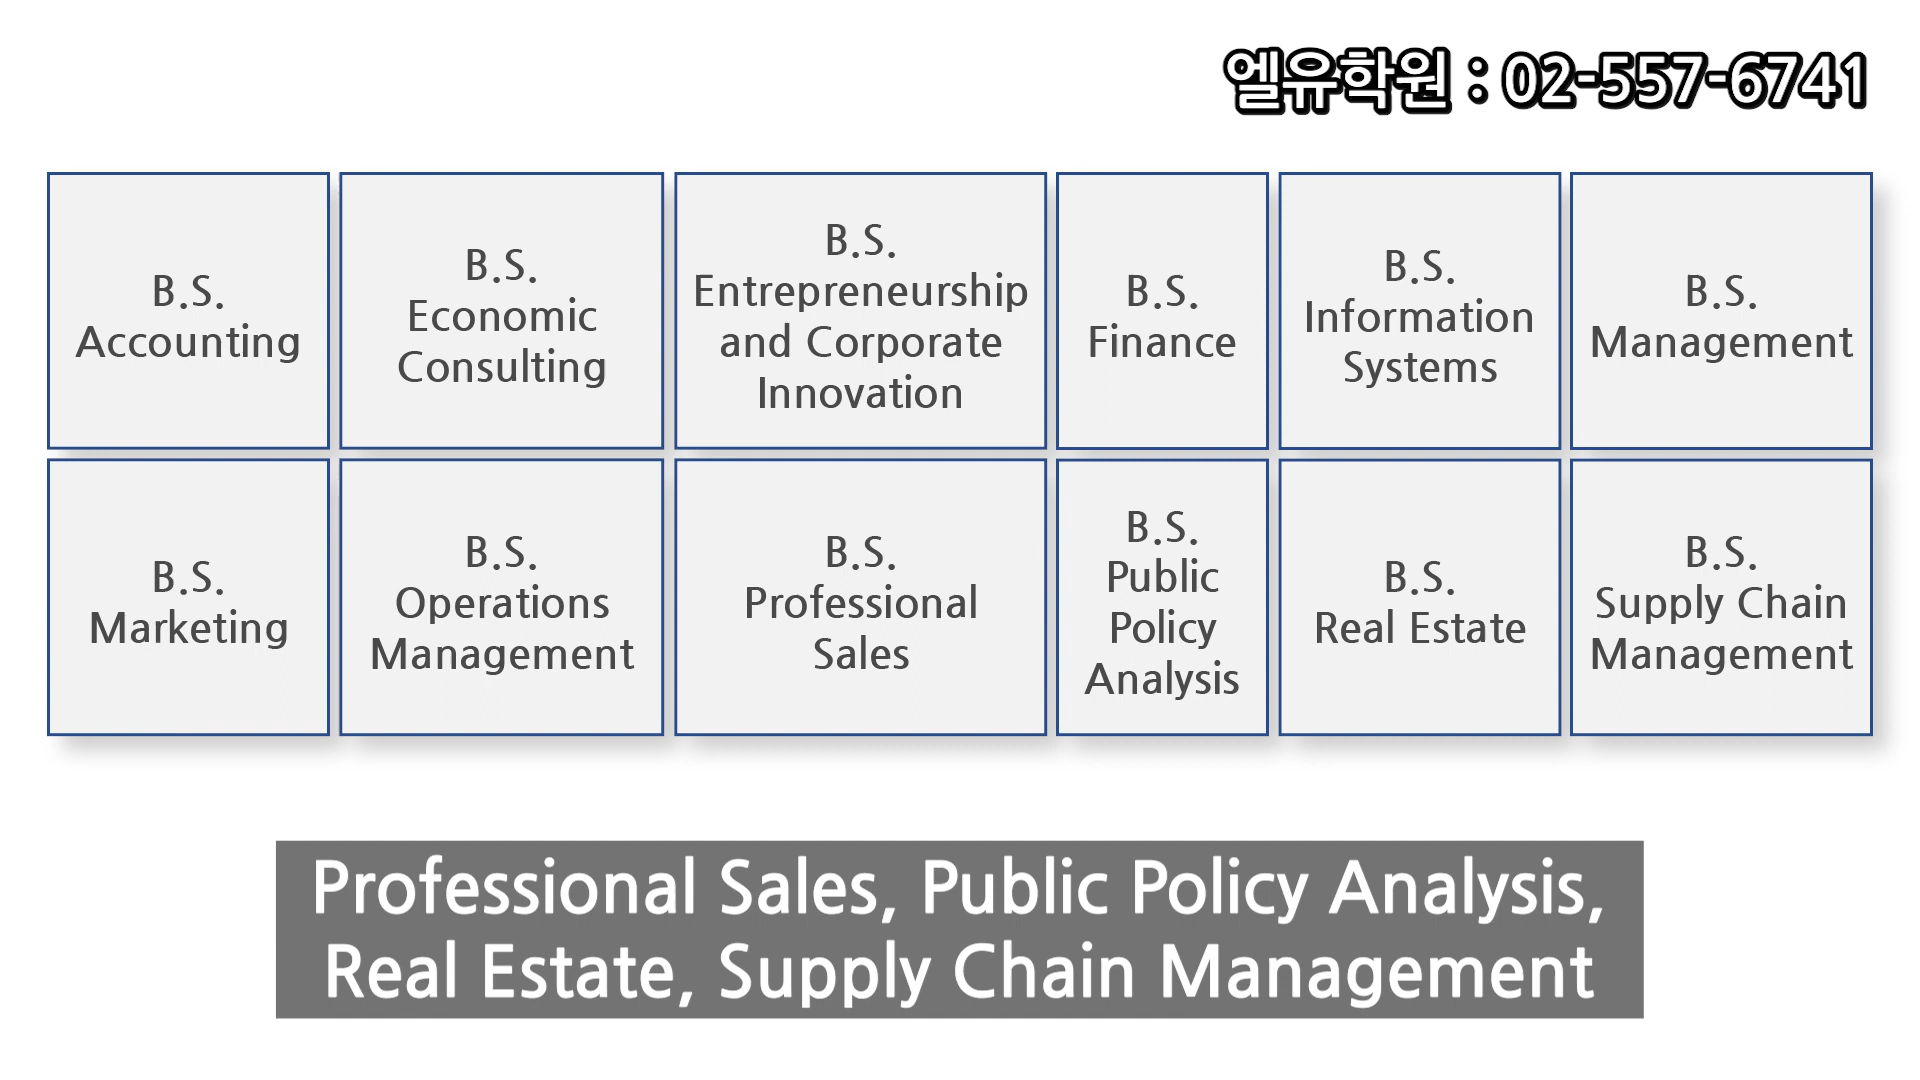 엘유학원 : 02-557-6741
B.S.
Accounting
B.S.
Economic
Consulting
B.S.
Entrepreneurship
and Corporate
Innovation
B.S.
Finance
B.S.
Information
Systems
B.S.
Management
B.S.
Marketing
B.S.
Operations
Management
B.S.
Professional
Sales
B.S.
Public
Policy
Analysis
B.S.
Real Estate
B.S.
Supply Chain
Management
Professional Sales, Public Policy Analysis,
Real Estate, Supply Chain Management